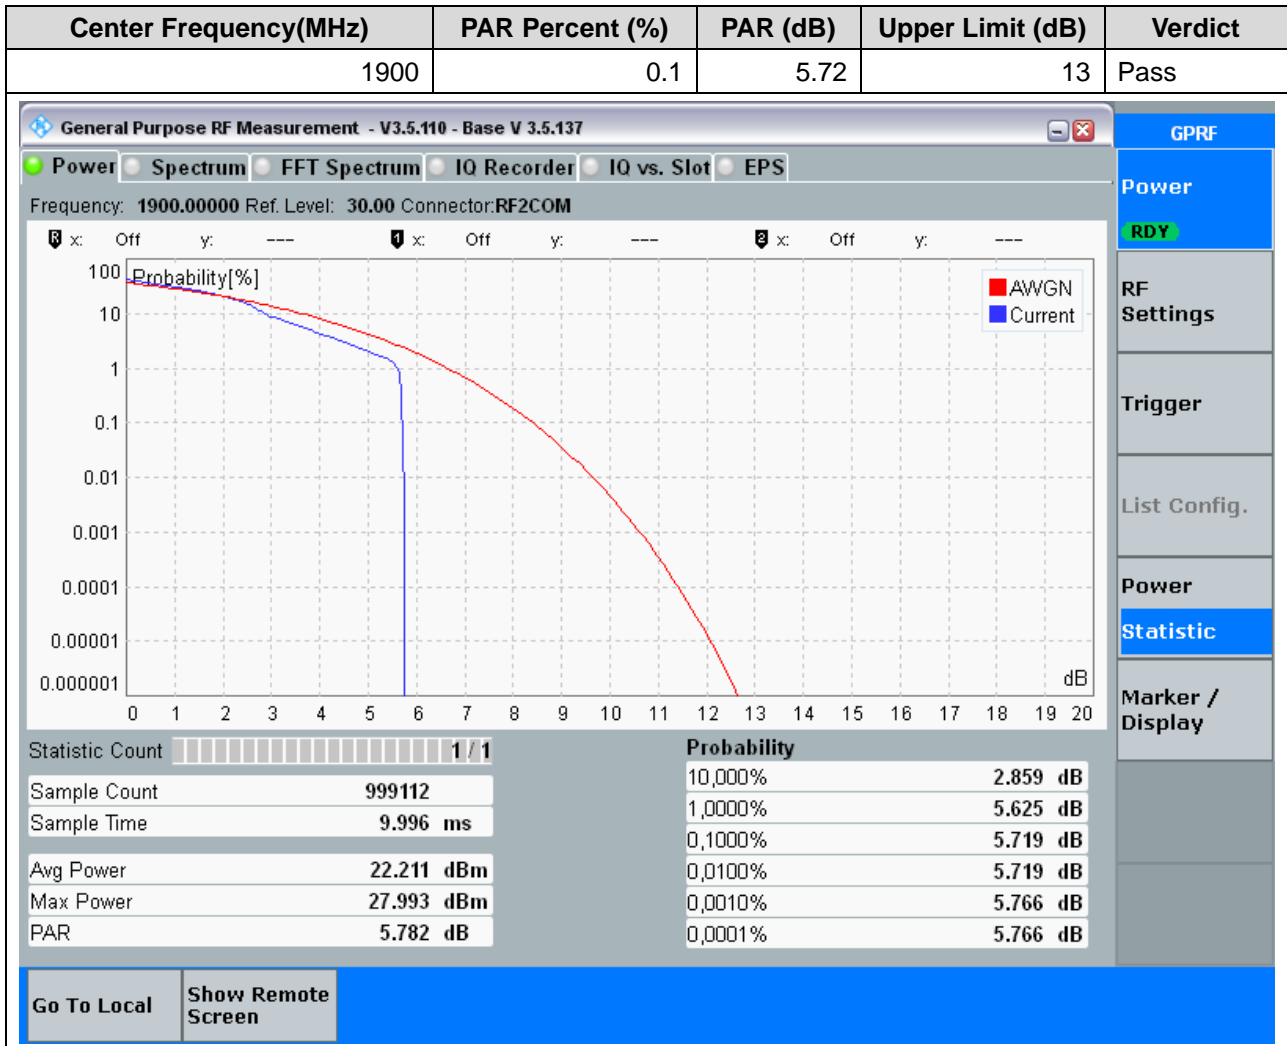 Center Frequency(MHz) PAR Percent (%) PAR (dB) Upper Limit (dB) Verdict
1900 0.1 5.72 13 Pass
General Purpose RF Measurement - V3.5.110 - Base V 3.5.137
GPRF
Power Spectrum FFT Spectrum IQ Recorder IQ vs. Slot EPS
Frequency: 1900.00000 Ref. Level: 30.00 Connector:RF2COM
R x: Off y: --- 1 x: Off y: --- 2 x: Off y: ---
Probability[%]
AWGN
Current
100
10
1
0.1
0.01
0.001
0.0001
0.00001
0.000001
dB
0 1 2 3 4 5 6 7 8 9 10 11 12 13 14 15 16 17 18 19 20
Statistic Count 1 / 1
Sample Count 999112
Sample Time 9.996 ms
Avg Power 22.211 dBm
Max Power 27.993 dBm
PAR 5.782 dB
Probability
10,000% 2.859 dB
1,0000% 5.625 dB
0,1000% 5.719 dB
0,0100% 5.719 dB
0,0010% 5.766 dB
0,0001% 5.766 dB
Power
RDY
RF
Settings
Trigger
List Config.
Power
Statistic
Marker /
Display
Go To Local
Show Remote
Screen